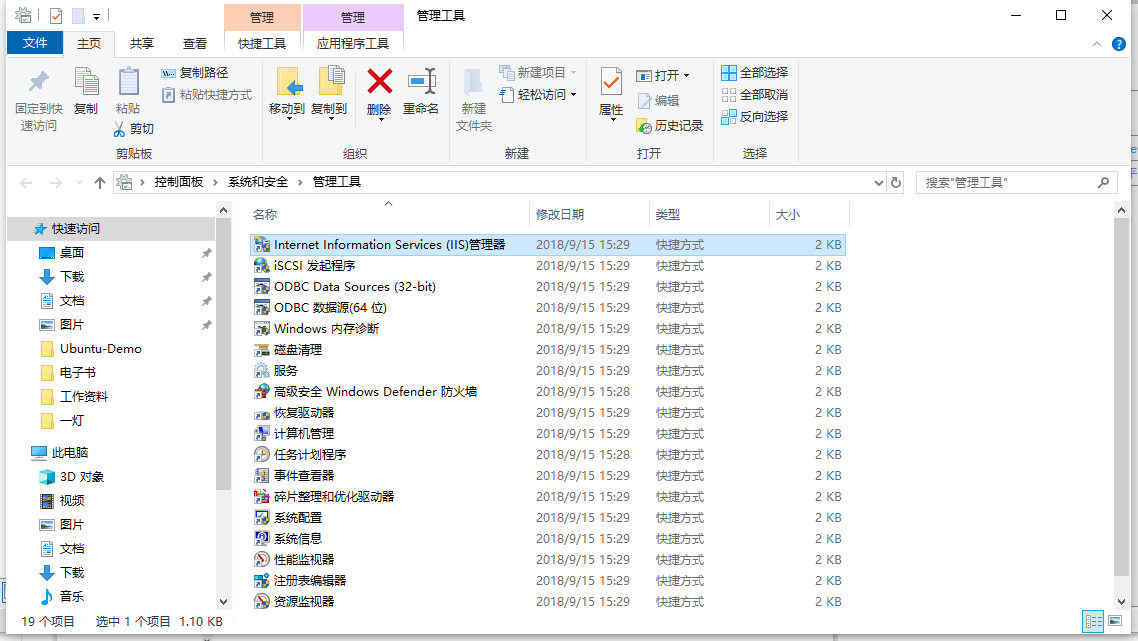 管理 管理 管理工具
文件 主页 共享 查看 快捷工具 应用程序工具
固定到快速访问
复制
粘贴
复制路径
粘贴快捷方式
剪切
剪贴板
移动到 复制到 删除 重命名
组织
新建文件夹
新建项目
轻松访问
新建
属性
打开
编辑
历史记录
打开
全部选择
全部取消
反向选择
选择
控制面板 › 系统和安全 › 管理工具
搜索"管理工具"
快速访问
桌面
下载
文档
图片
Ubuntu-Demo
电子书
工作资料
一灯
此电脑
3D 对象
视频
图片
文档
下载
音乐
名称 修改日期 类型 大小
Internet Information Services (IIS)管理器 2018/9/15 15:29 快捷方式 2 KB
iSCSI 发起程序 2018/9/15 15:29 快捷方式 2 KB
ODBC Data Sources (32-bit) 2018/9/15 15:29 快捷方式 2 KB
ODBC 数据源(64 位) 2018/9/15 15:29 快捷方式 2 KB
Windows 内存诊断 2018/9/15 15:29 快捷方式 2 KB
磁盘清理 2018/9/15 15:29 快捷方式 2 KB
服务 2018/9/15 15:29 快捷方式 2 KB
高级安全 Windows Defender 防火墙 2018/9/15 15:28 快捷方式 2 KB
恢复驱动器 2018/9/15 15:29 快捷方式 2 KB
计算机管理 2018/9/15 15:29 快捷方式 2 KB
任务计划程序 2018/9/15 15:28 快捷方式 2 KB
事件查看器 2018/9/15 15:29 快捷方式 2 KB
碎片整理和优化驱动器 2018/9/15 15:29 快捷方式 2 KB
系统配置 2018/9/15 15:29 快捷方式 2 KB
系统信息 2018/9/15 15:29 快捷方式 2 KB
性能监视器 2018/9/15 15:29 快捷方式 2 KB
注册表编辑器 2018/9/15 15:29 快捷方式 2 KB
资源监视器 2018/9/15 15:29 快捷方式 2 KB
19 个项目 选中 1 个项目 1.10 KB